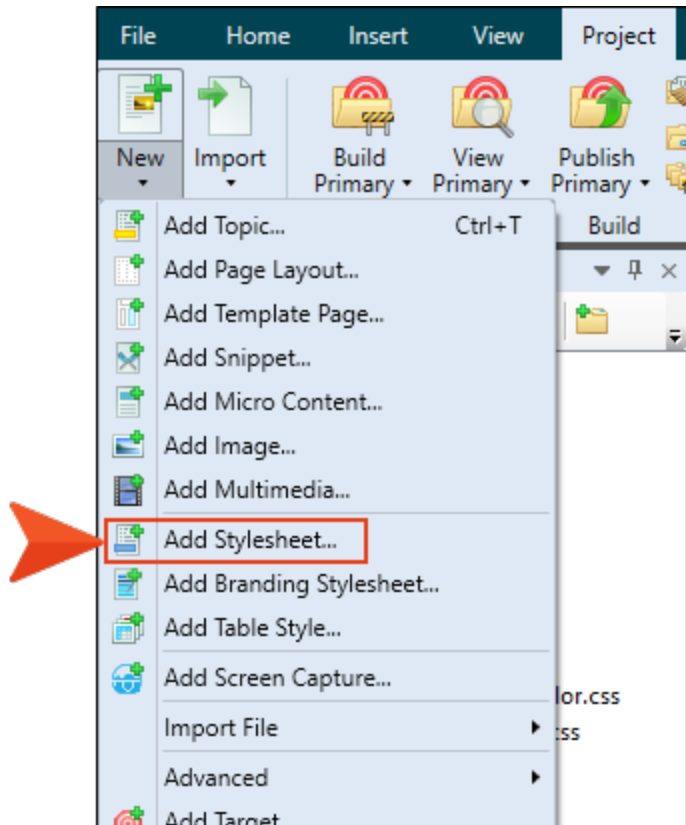 File Home Insert View Project
New Import Build View Publish
Primary Primary Primary
Build
Add Topic... Ctrl+T
Add Page Layout...
Add Template Page...
Add Snippet...
Add Micro Content...
Add Image...
Add Multimedia...
Add Stylesheet...
Add Branding Stylesheet...
Add Table Style...
Add Screen Capture...
lor.css
Import File
css
Advanced
Add Target